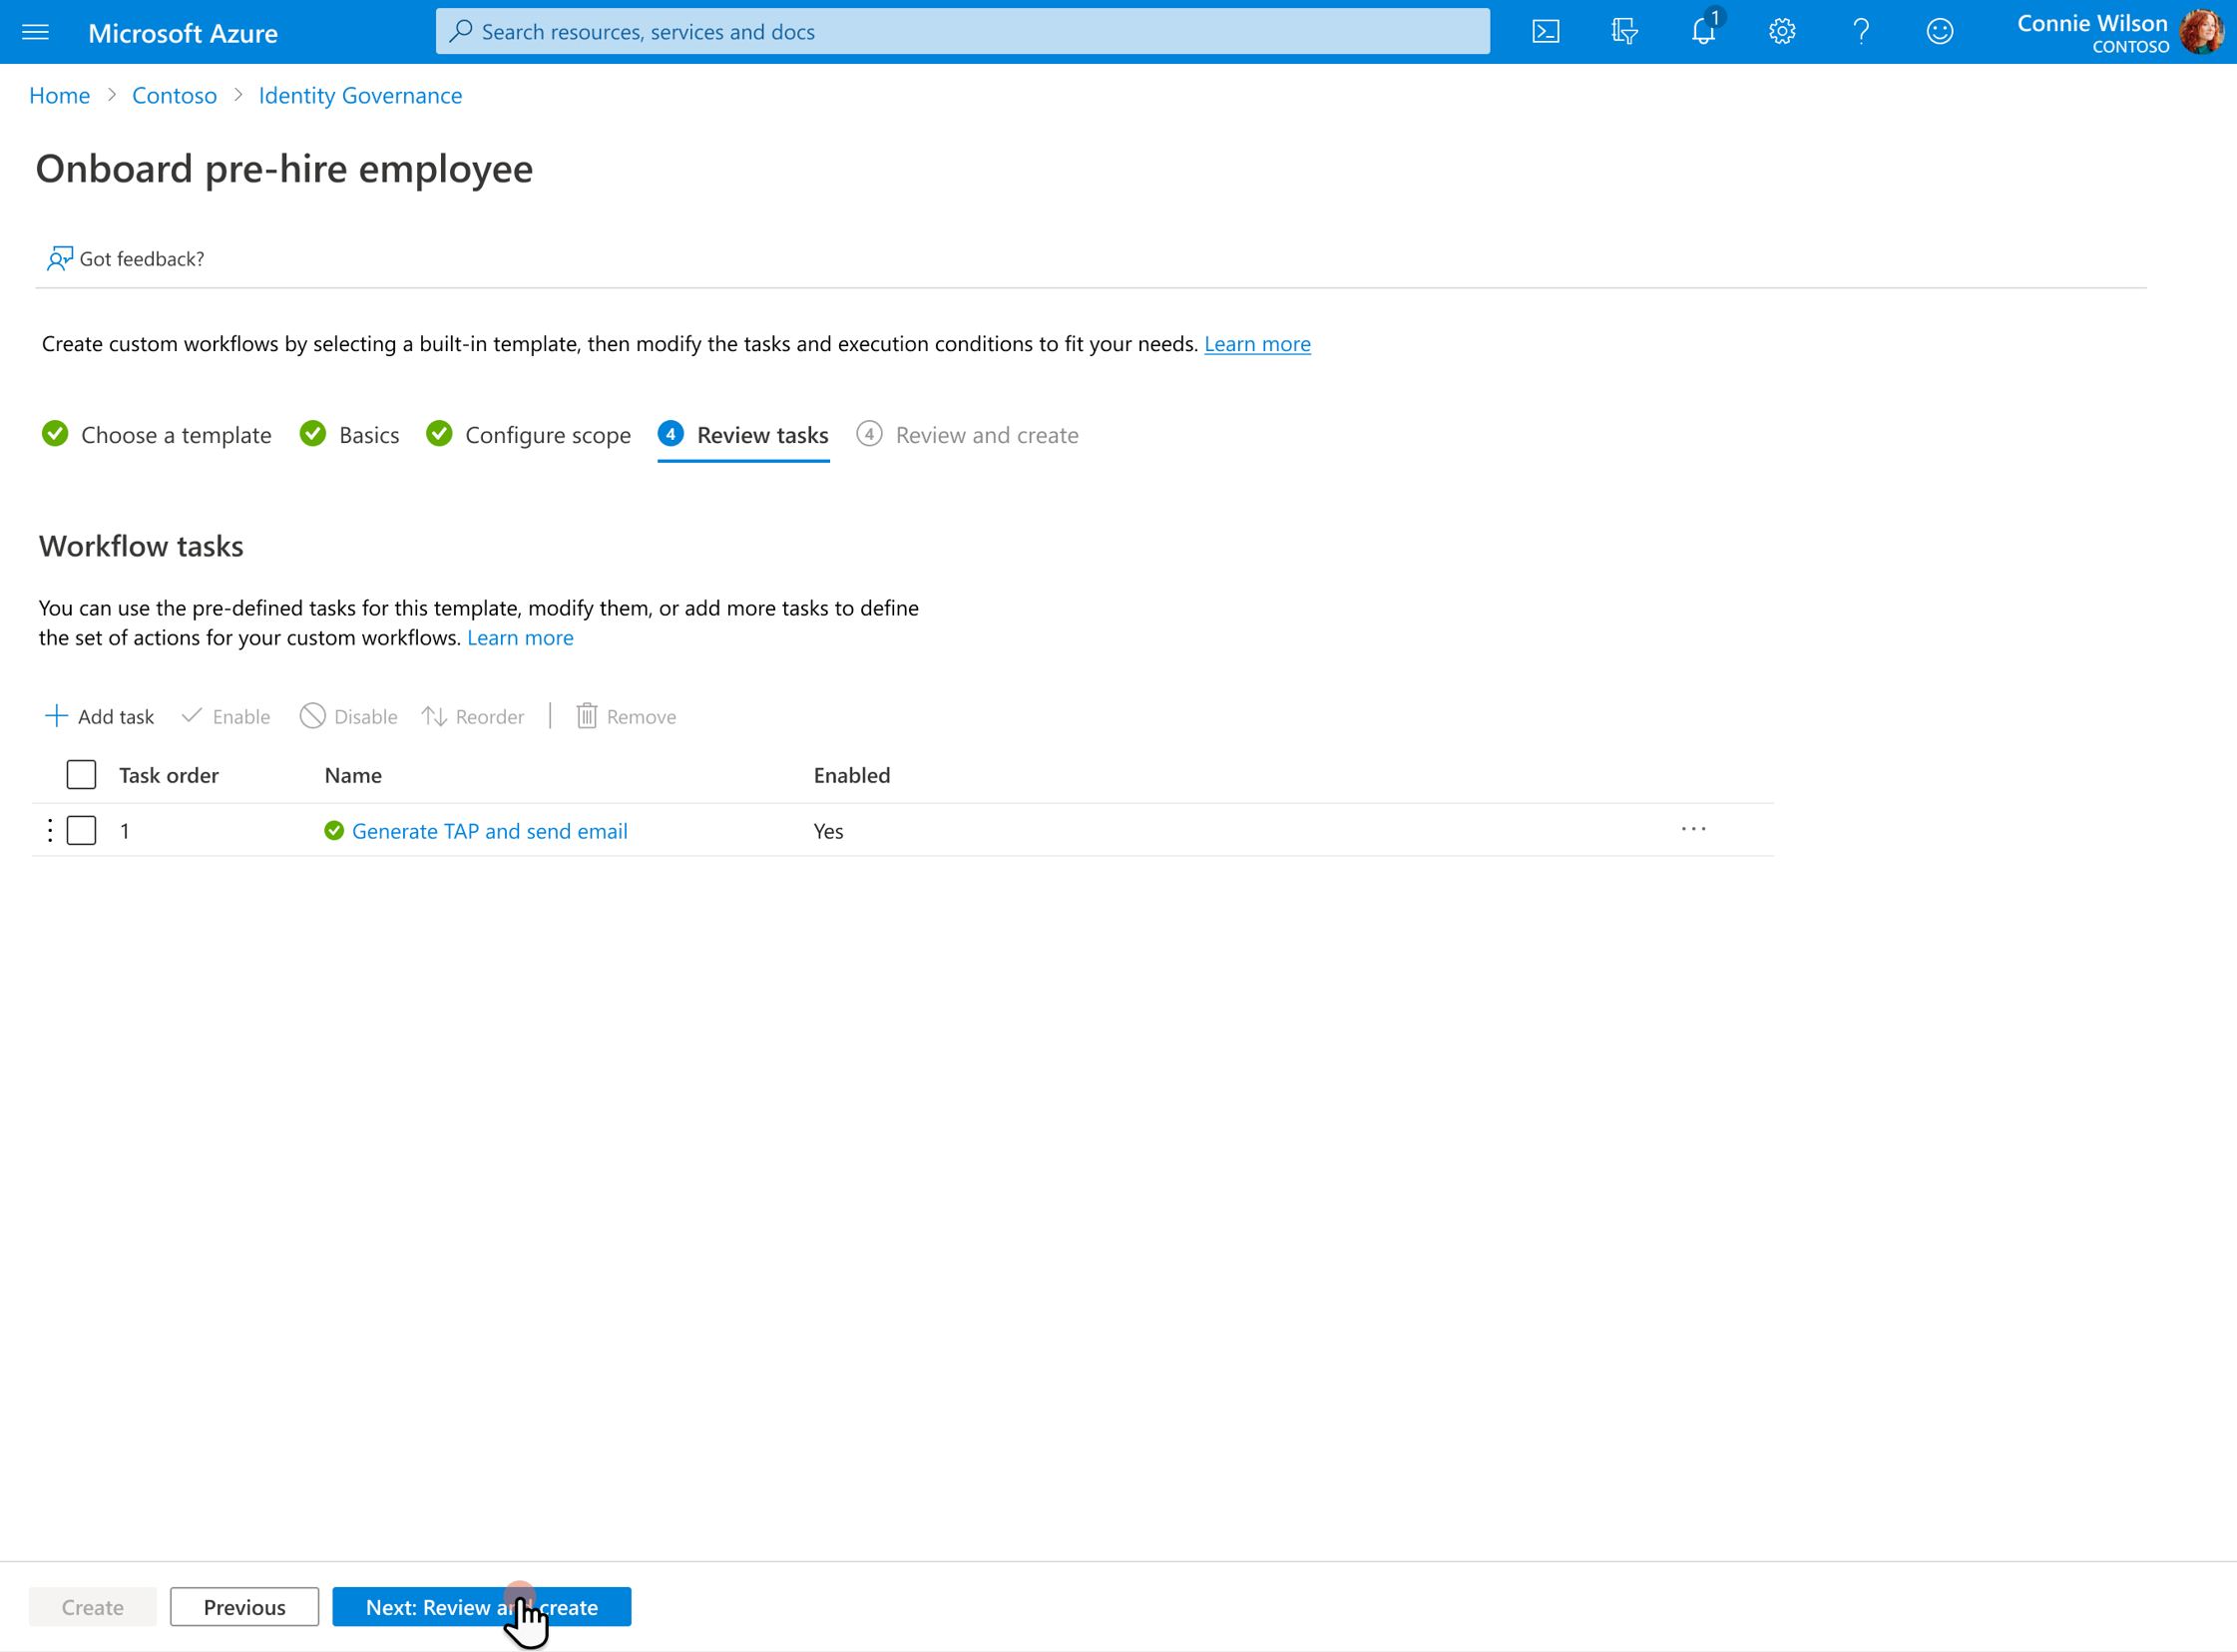 Microsoft Azure
Search resources, services and docs
1
Connie Wilson
CONTOSO
Home > Contoso > Identity Governance
Onboard pre-hire employee
Got feedback?
Create custom workflows by selecting a built-in template, then modify the tasks and execution conditions to fit your needs. Learn more
Choose a template Basics Configure scope 4 Review tasks 4 Review and create
Workflow tasks
You can use the pre-defined tasks for this template, modify them, or add more tasks to define
the set of actions for your custom workflows. Learn more
Add task Enable Disable Reorder | Remove
Task order Name Enabled
1 Generate TAP and send email Yes
Create Previous Next: Review and create